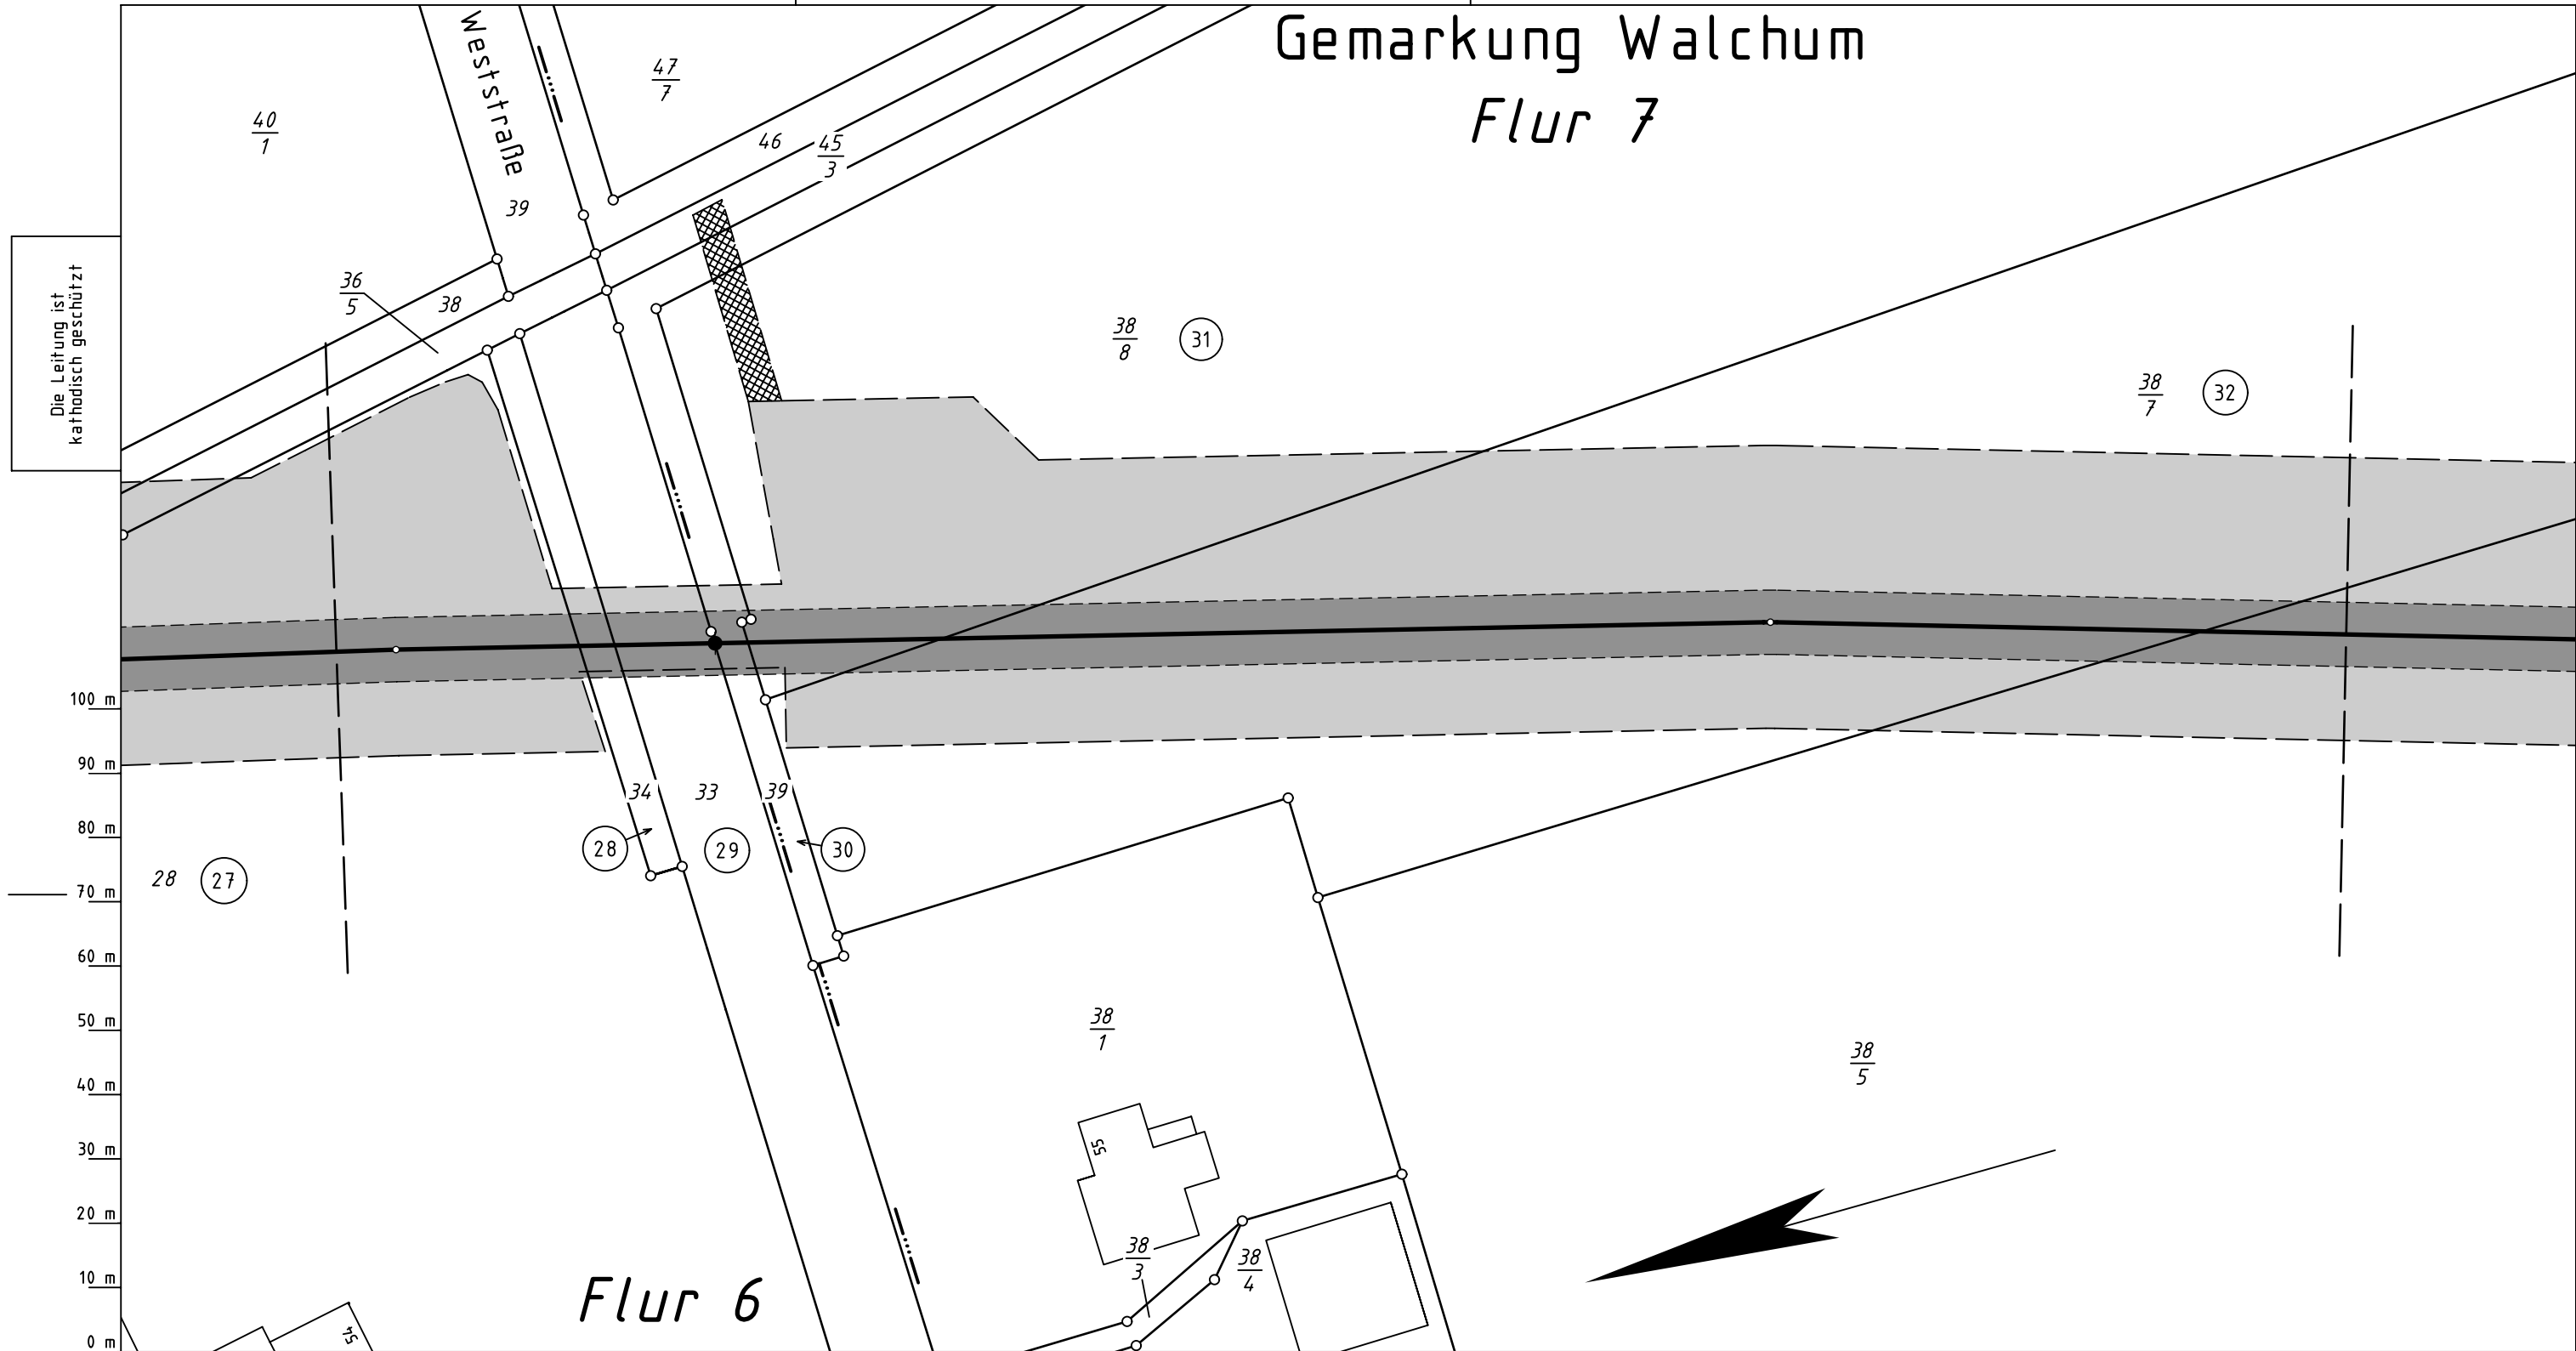 Gemarkung Walchum
Flur 7
Weststraße
47
7
40
1
46
45
3
39
36
5
38
Die Leitung ist
kathodisch geschützt
38
8
31
38
7
32
100 m
90 m
80 m
70 m
60 m
50 m
40 m
30 m
20 m
10 m
0 m
34
33
39
28
29
30
28
27
38
1
38
5
55
38
3
38
4
Flur 6
54